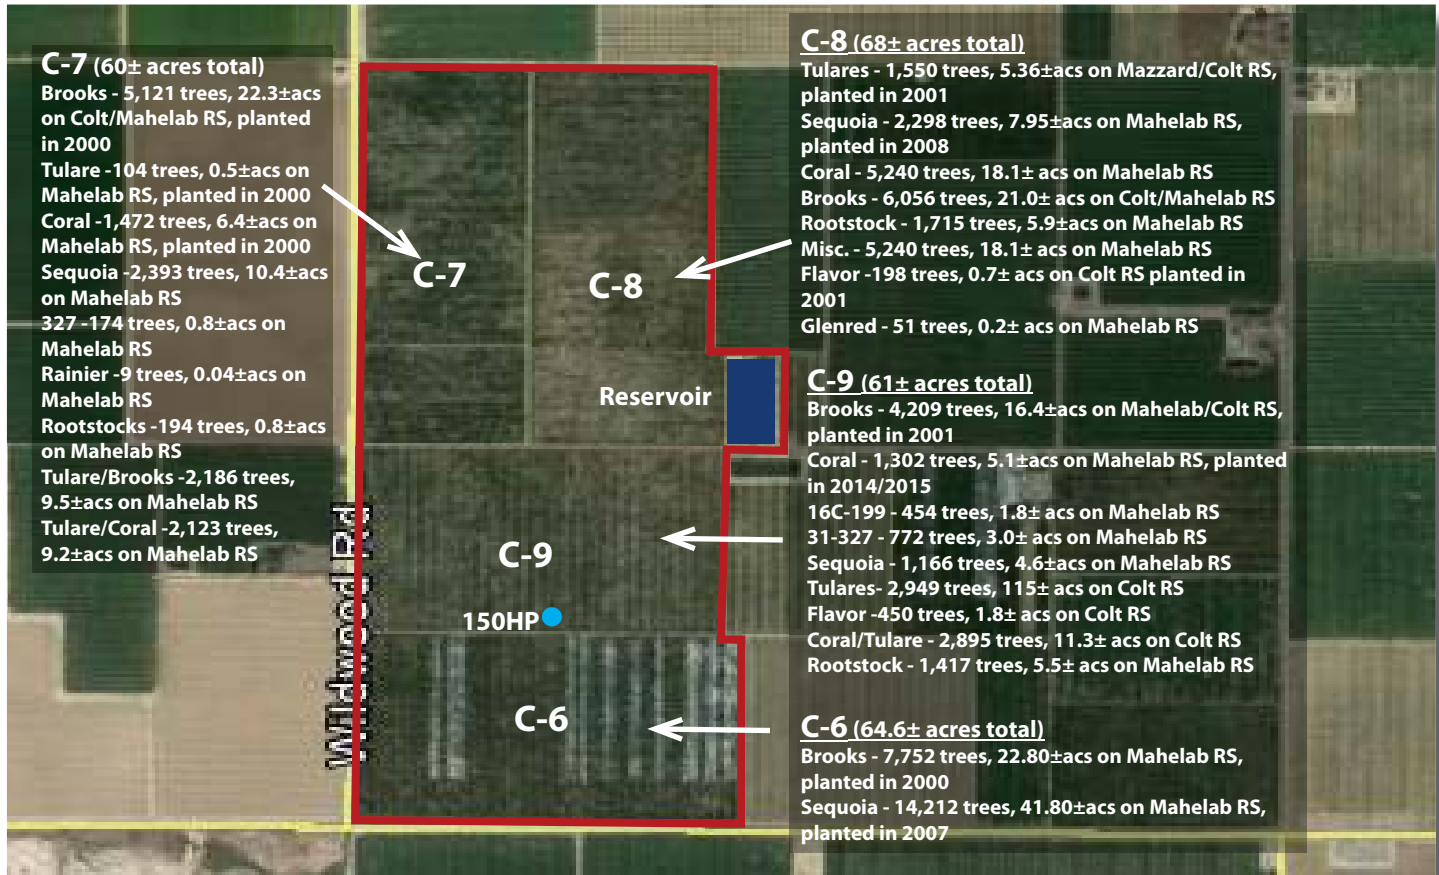 C-7 (60± acres total)
Brooks - 5,121 trees, 22.3±acs
on Colt/Mahelab RS, planted
in 2000
Tulare -104 trees, 0.5±acs on
Mahelab RS, planted in 2000
Coral -1,472 trees, 6.4±acs on
Mahelab RS, planted in 2000
Sequoia -2,393 trees, 10.4±acs
on Mahelab RS
327 -174 trees, 0.8±acs on
Mahelab RS
Rainier -9 trees, 0.04±acs on
Mahelab RS
Rootstocks -194 trees, 0.8±acs
on Mahelab RS
Tulare/Brooks -2,186 trees,
9.5±acs on Mahelab RS
Tulare/Coral -2,123 trees,
9.2±acs on Mahelab RS
C-8 (68± acres total)
Tulares - 1,550 trees, 5.36±acs on Mazzard/Colt RS,
planted in 2001
Sequoia - 2,298 trees, 7.95±acs on Mahelab RS,
planted in 2008
Coral - 5,240 trees, 18.1± acs on Mahelab RS
Brooks - 6,056 trees, 21.0± acs on Colt/Mahelab RS
Rootstock - 1,715 trees, 5.9±acs on Mahelab RS
Misc. - 5,240 trees, 18.1± acs on Mahelab RS
Flavor -198 trees, 0.7± acs on Colt RS planted in
2001
Glenred - 51 trees, 0.2± acs on Mahelab RS
C-7
C-8
Reservoir
C-9 (61± acres total)
Brooks - 4,209 trees, 16.4±acs on Mahelab/Colt RS,
planted in 2001
Coral - 1,302 trees, 5.1±acs on Mahelab RS, planted
in 2014/2015
16C-199 - 454 trees, 1.8± acs on Mahelab RS
31-327 - 772 trees, 3.0± acs on Mahelab RS
Sequoia - 1,166 trees, 4.6±acs on Mahelab RS
Tulares- 2,949 trees, 115± acs on Colt RS
Flavor -450 trees, 1.8± acs on Colt RS
Coral/Tulare - 2,895 trees, 11.3± acs on Colt RS
Rootstock - 1,417 trees, 5.5± acs on Mahelab RS
C-9
150HP
Wildwood Rd
C-6
C-6 (64.6± acres total)
Brooks - 7,752 trees, 22.80±acs on Mahelab RS,
planted in 2000
Sequoia - 14,212 trees, 41.80±acs on Mahelab RS,
planted in 2007